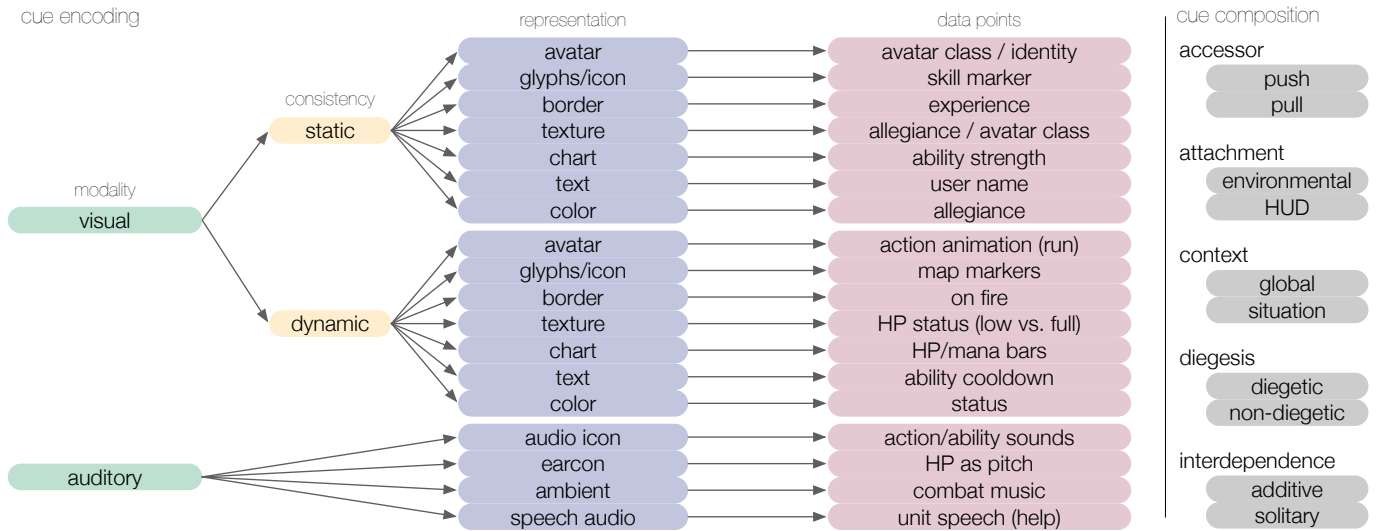 cue encoding
representation
data points
cue composition
modality
visual
auditory
consistency
static
dynamic
avatar
avatar class / identity
glyphs/icon
skill marker
border
experience
texture
allegiance / avatar class
chart
ability strength
text
user name
color
allegiance
avatar
action animation (run)
glyphs/icon
map markers
border
on fire
texture
HP status (low vs. full)
chart
HP/mana bars
text
ability cooldown
color
status
audio icon
action/ability sounds
earcon
HP as pitch
ambient
combat music
speech audio
unit speech (help)
accessor
push
pull
attachment
environmental
HUD
context
global
situation
diegesis
diegetic
non-diegetic
interdependence
additive
solitary